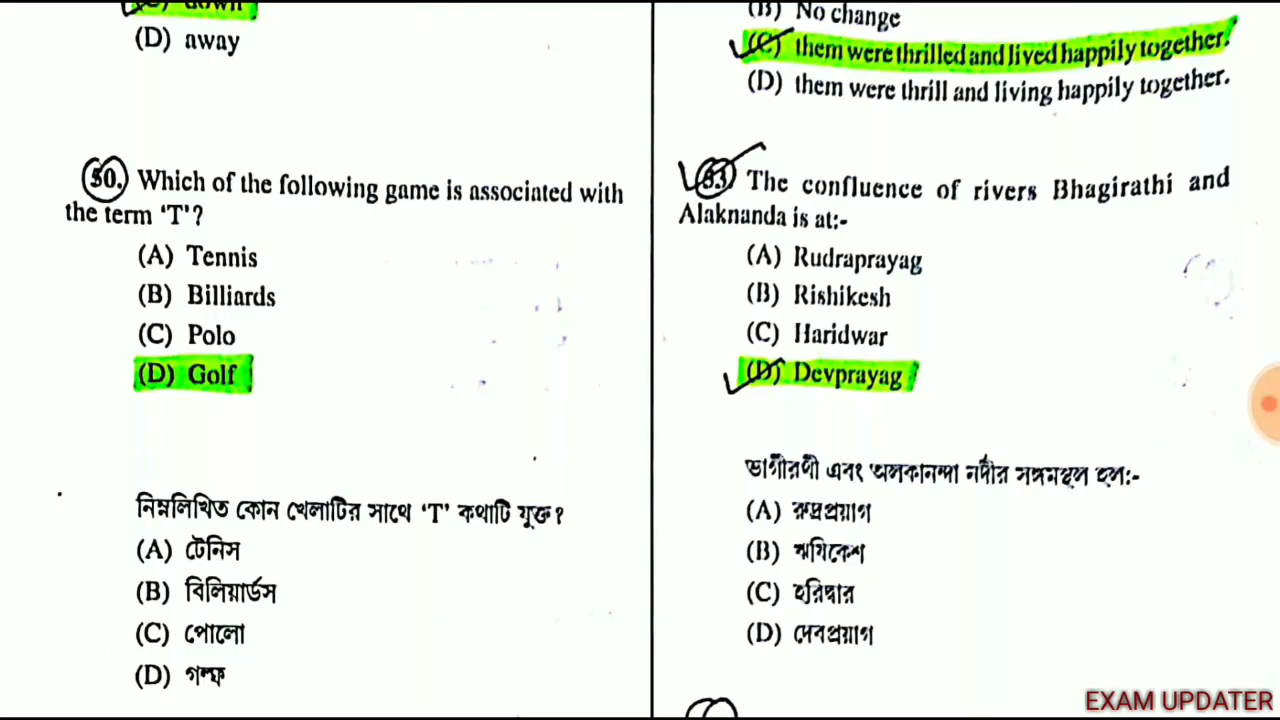 (C) down
(D) away
50. Which of the following game is associated with
the term ‘T’?
(A) Tennis
(B) Billiards
(C) Polo
(D) Golf
নিম্নলিখিত কোন খেলাটির সাথে ‘T’ কথাটি যুক্ত?
(A) টেনিস
(B) বিলিয়ার্ডস
(C) পোলো
(D) গল্ফ
(B) No change
(C) them were thrilled and lived happily together.
(D) them were thrill and living happily together.
53. The confluence of rivers Bhagirathi and
Alaknanda is at:-
(A) Rudraprayag
(B) Rishikesh
(C) Haridwar
(D) Devprayag
ভাগীরথী এবং অলকানন্দা নদীর সঙ্গমস্থল হল:-
(A) রুদ্রপ্রয়াগ
(B) ঋষিকেশ
(C) হরিদ্বার
(D) দেবপ্রয়াগ
EXAM UPDATER